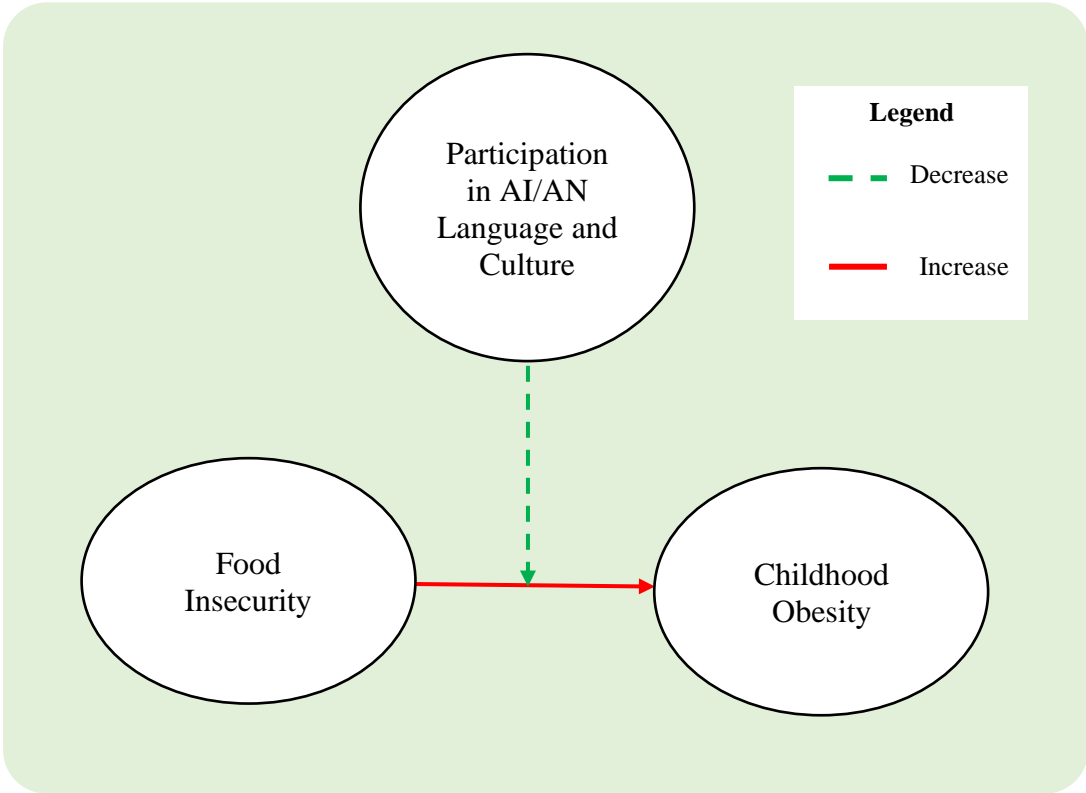 Participation
in AI/AN
Language and
Culture
Legend
Decrease
Increase
Food
Insecurity
Childhood
Obesity